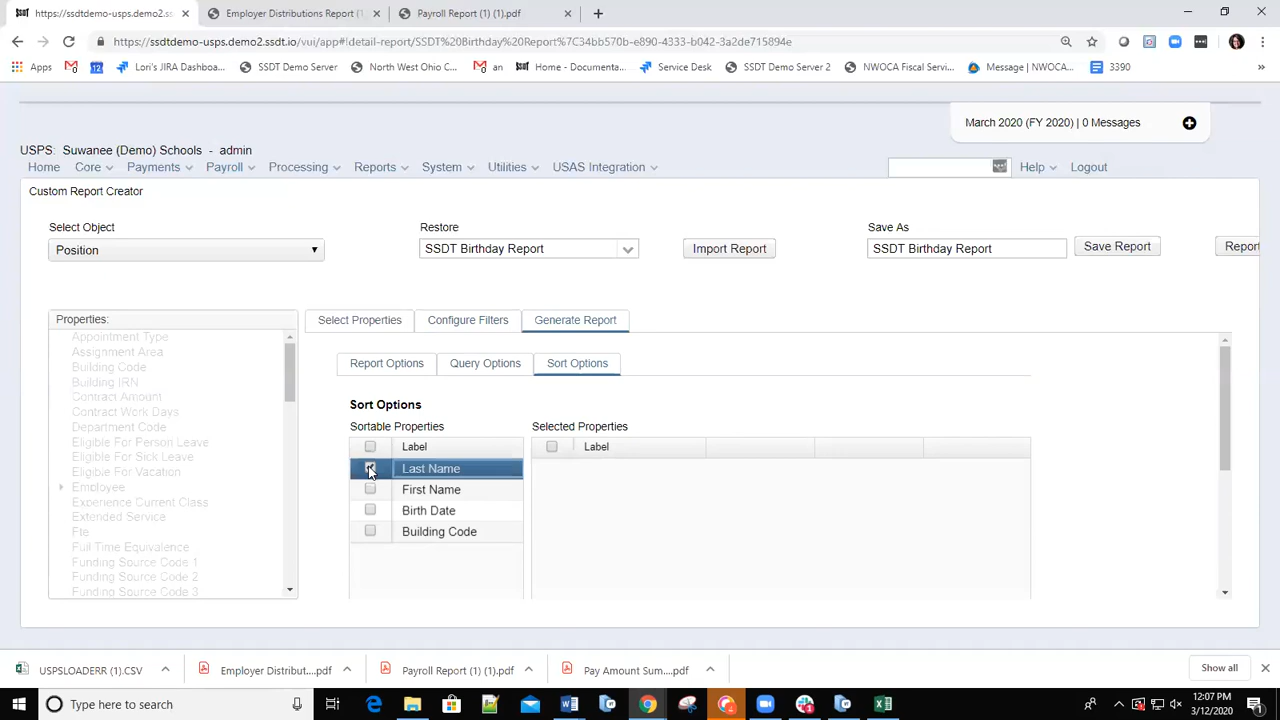 https://ssdtdemo-usps.demo2.ss
Employer Distributions Report (
Payroll Report (1) (1).pdf
https://ssdtdemo-usps.demo2.ssdt.io/vui/app#!detail-report/SSDT%20Birthday%20Report%7C34bb570b-e890-4333-b042-3a2de715894e
Apps
12
Lori's JIRA Dashboa...
SSDT Demo Server
North West Ohio C...
an
SSDT
Home - Documenta...
Service Desk
SSDT Demo Server 2
NWOCA Fiscal Servi...
Message | NWOCA...
3390
March 2020 (FY 2020) | 0 Messages
USPS: Suwanee (Demo) Schools - admin
Home Core Payments Payroll Processing Reports System Utilities USAS Integration Help Logout
Custom Report Creator
Select Object Restore Save As
Position SSDT Birthday Report Import Report SSDT Birthday Report Save Report Report
Properties: Select Properties Configure Filters Generate Report
Appointment Type
Assignment Area
Building Code
Building IRN
Contract Amount
Contract Work Days
Department Code
Eligible For Person Leave
Eligible For Sick Leave
Eligible For Vacation
Employee
Experience Current Class
Extended Service
Fte
Full Time Equivalence
Funding Source Code 1
Funding Source Code 2
Funding Source Code 3
Report Options Query Options Sort Options
Sort Options
Sortable Properties Selected Properties
Label Label
Last Name
First Name
Birth Date
Building Code
USPSLOADERR (1).CSV
Employer Distribut....pdf
Payroll Report (1) (1).pdf
Pay Amount Sum....pdf
Show all
Type here to search
12:07 PM
3/12/2020